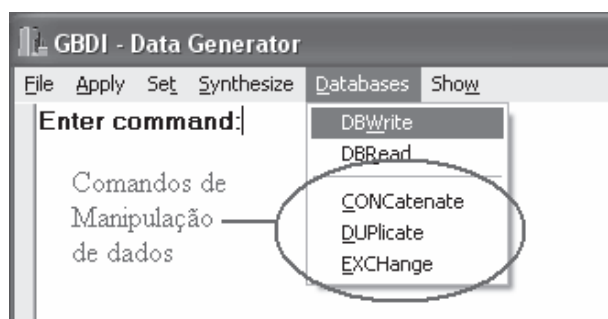 GBDI - Data Generator
File Apply Set Synthesize Databases Show
Enter command:
DBWrite
DBRead
CONCatenate
DUPlicate
EXCHange
Comandos de
Manipulação
de dados